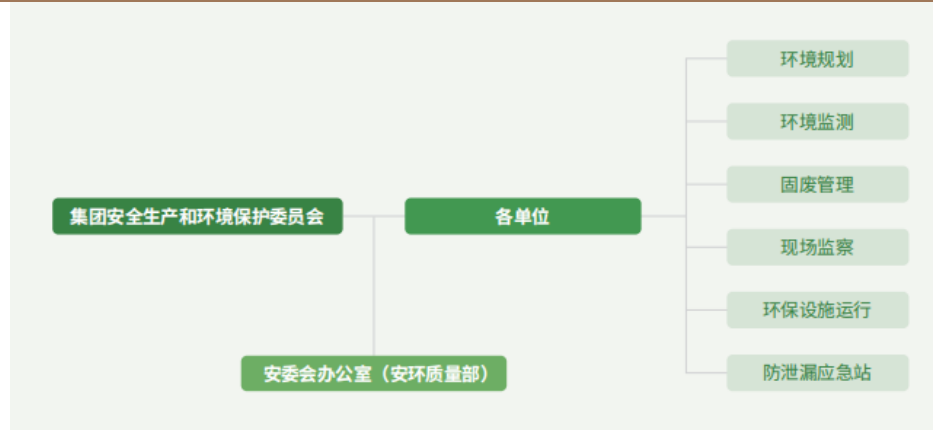 集团安全生产和环境保护委员会
各单位
安委会办公室（安环质量部）
环境规划
环境监测
固废管理
现场监察
环保设施运行
防泄漏应急站